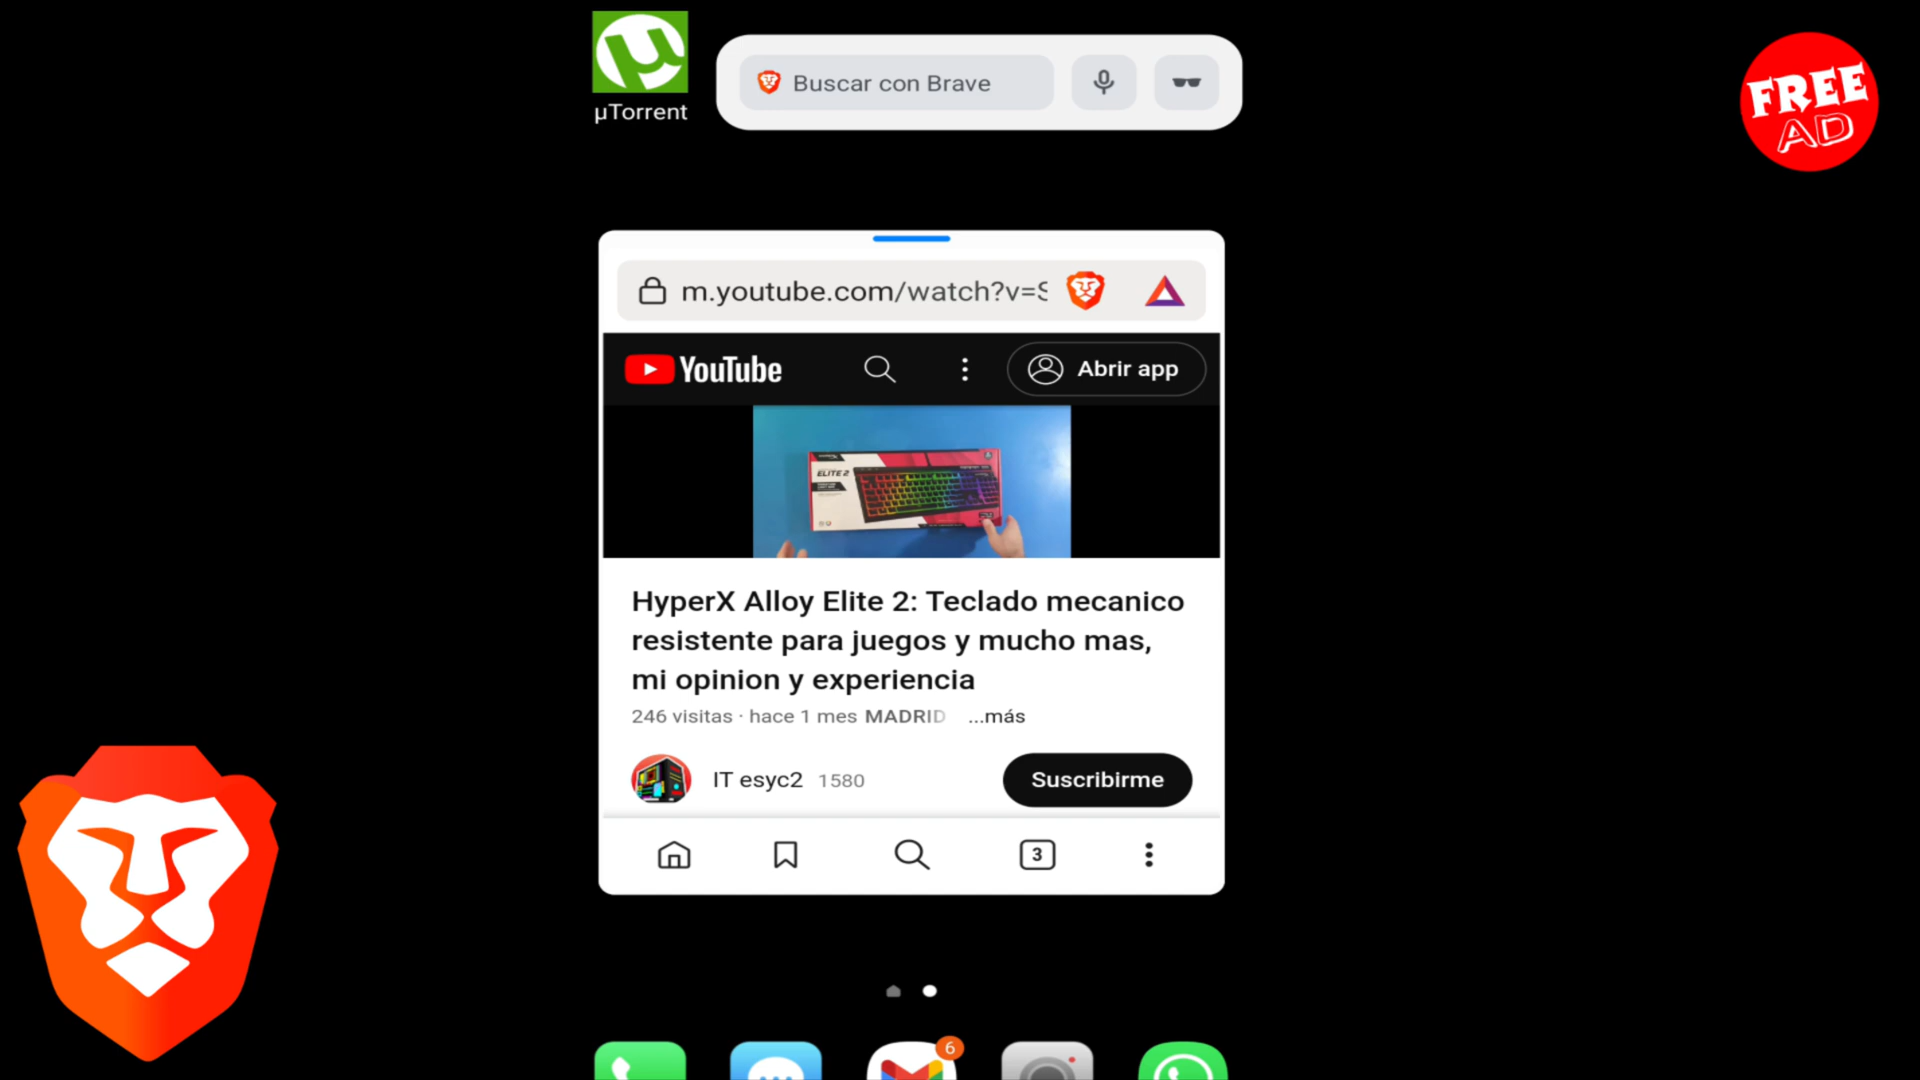 µTorrent
Buscar con Brave
FREE
AD
m.youtube.com/watch?v=S
YouTube
Abrir app
ELITE 2
HyperX Alloy Elite 2: Teclado mecanico
resistente para juegos y mucho mas,
mi opinion y experiencia
246 visitas · hace 1 mes MADRID ...más
IT esyc2 1580
Suscribirme
3
6